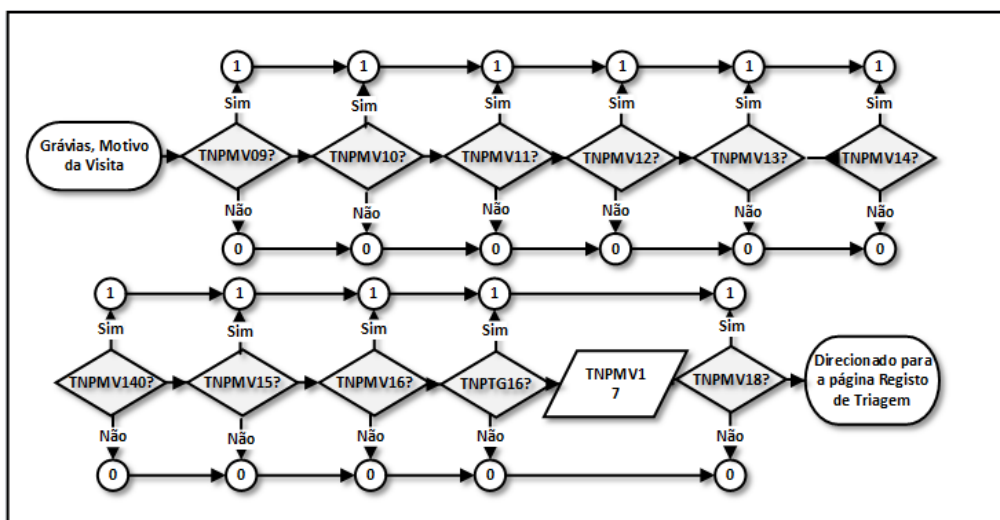 1 1 1 1 1 1
Sim Sim Sim Sim Sim Sim
Grávias, Motivo
da Visita
TNPMV09? TNPMV10? TNPMV11? TNPMV12? TNPMV13? TNPMV14?
Não Não Não Não Não Não
0 0 0 0 0 0
1 1 1 1 1
Sim Sim Sim Sim Sim
TNPMV140? TNPMV15? TNPMV16? TNPTG16?
TNPMV1
7
TNPMV18?
Direcionado para
a página Registo
de Triagem
Não Não Não Não Não
0 0 0 0 0